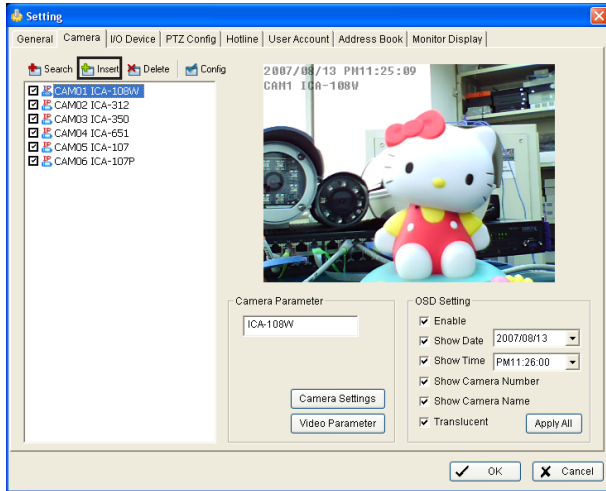 Setting
General Camera I/O Device PTZ Config Hotline User Account Address Book Monitor Display
Search Insert Delete Config
CAM01 ICA-108W
CAM02 ICA-312
CAM03 ICA-350
CAM04 ICA-651
CAM05 ICA-107
CAM06 ICA-107P
2007/08/13 PM11:25:09
CAM1 ICA-108W
Camera Parameter
ICA-108W
Camera Settings
Video Parameter
OSD Setting
Enable
Show Date 2007/08/13
Show Time PM11:26:00
Show Camera Number
Show Camera Name
Translucent Apply All
OK Cancel